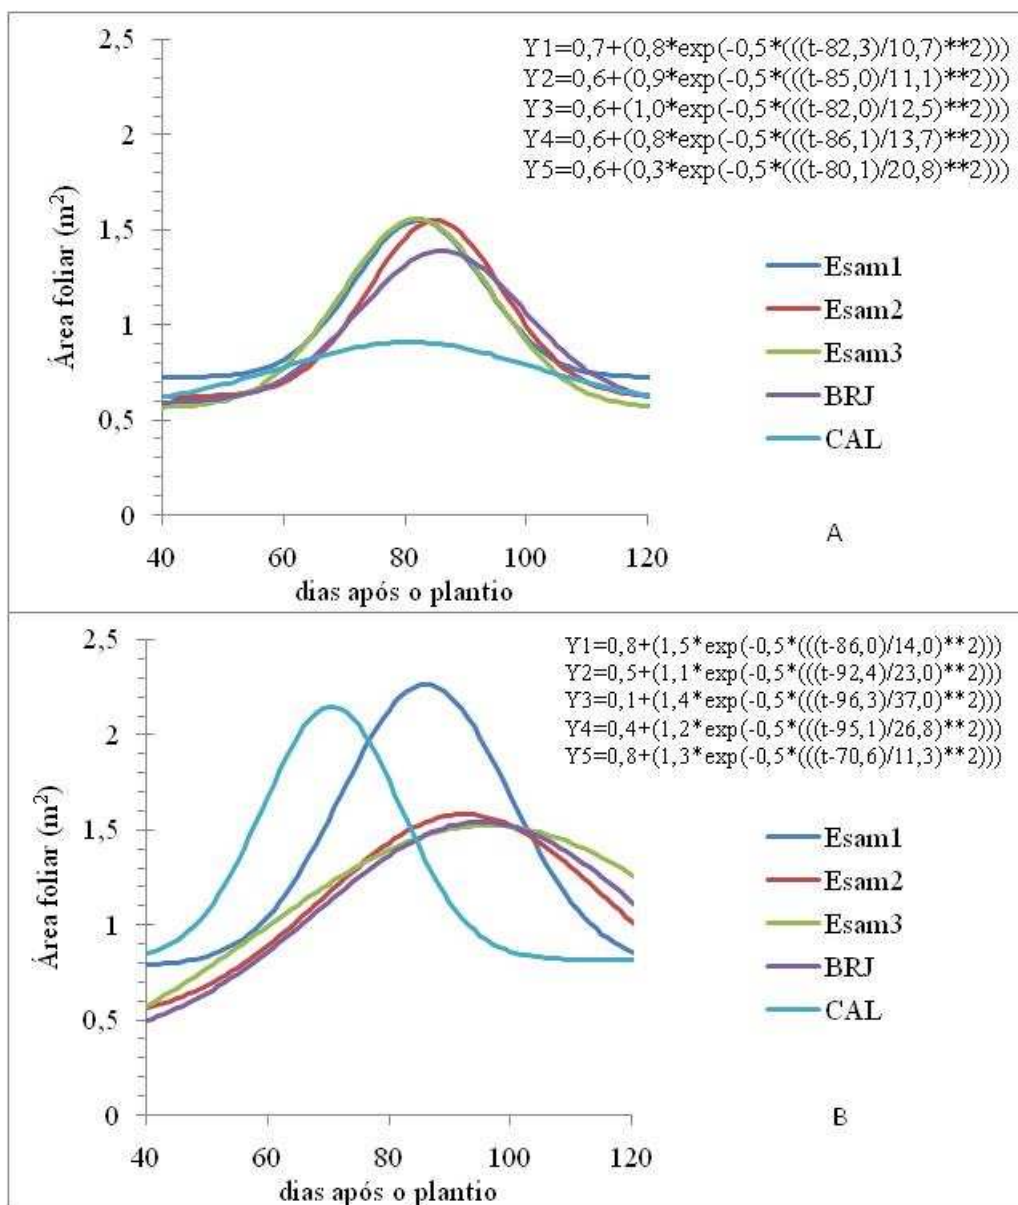 2,5
Y1=0,7+(0,8*exp(-0,5*(((t-82,3)/10,7)**2)))
Y2=0,6+(0,9*exp(-0,5*(((t-85,0)/11,1)**2)))
Y3=0,6+(1,0*exp(-0,5*(((t-82,0)/12,5)**2)))
Y4=0,6+(0,8*exp(-0,5*(((t-86,1)/13,7)**2)))
Y5=0,6+(0,3*exp(-0,5*(((t-80,1)/20,8)**2)))
2
1,5
1
0,5
0
Área foliar (m²)
Esam1
Esam2
Esam3
BRJ
CAL
A
40 60 80 100 120
dias após o plantio
2,5
Y1=0,8+(1,5*exp(-0,5*(((t-86,0)/14,0)**2)))
Y2=0,5+(1,1*exp(-0,5*(((t-92,4)/23,0)**2)))
Y3=0,1+(1,4*exp(-0,5*(((t-96,3)/37,0)**2)))
Y4=0,4+(1,2*exp(-0,5*(((t-95,1)/26,8)**2)))
Y5=0,8+(1,3*exp(-0,5*(((t-70,6)/11,3)**2)))
2
1,5
1
0,5
0
Área foliar (m²)
Esam1
Esam2
Esam3
BRJ
CAL
B
40 60 80 100 120
dias após o plantio